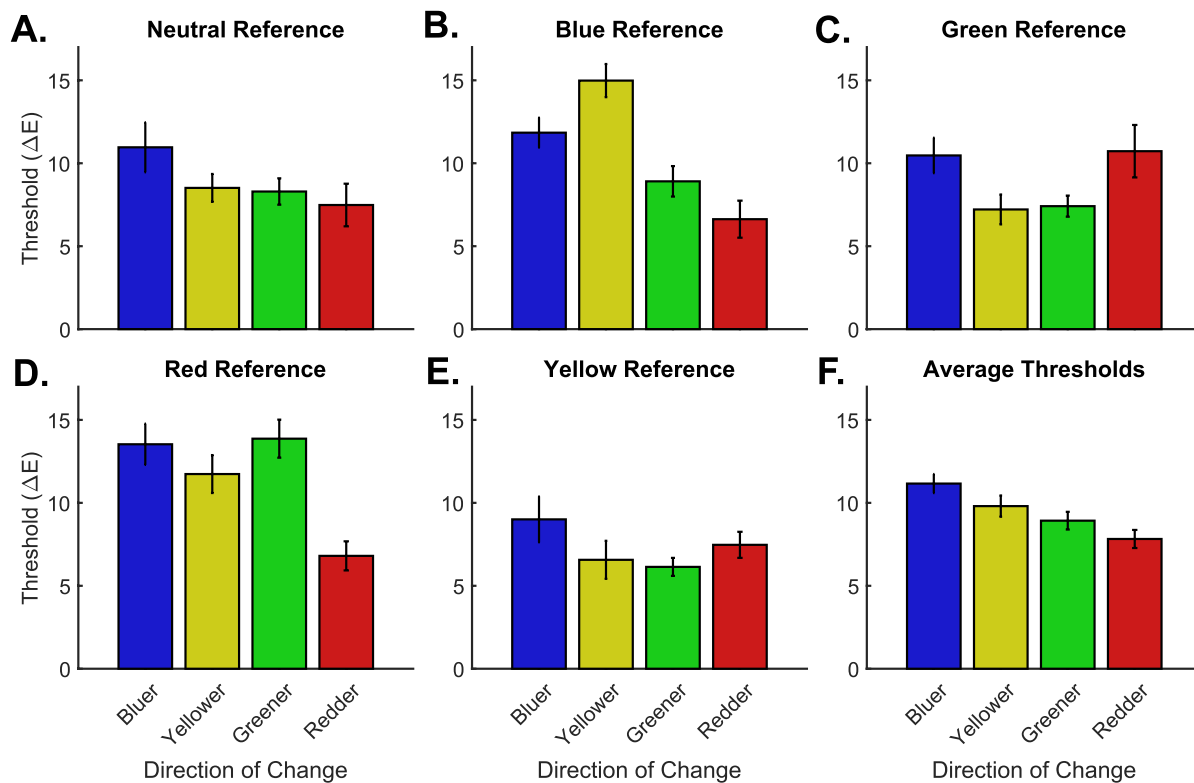 A.
Neutral Reference
B.
Blue Reference
C.
Green Reference
Threshold (ΔE)
15
10
5
0
15
10
5
0
15
10
5
0
D.
Red Reference
E.
Yellow Reference
F.
Average Thresholds
Threshold (ΔE)
15
10
5
0
15
10
5
0
15
10
5
0
Bluer
Yellower
Greener
Redder
Bluer
Yellower
Greener
Redder
Bluer
Yellower
Greener
Redder
Direction of Change
Direction of Change
Direction of Change